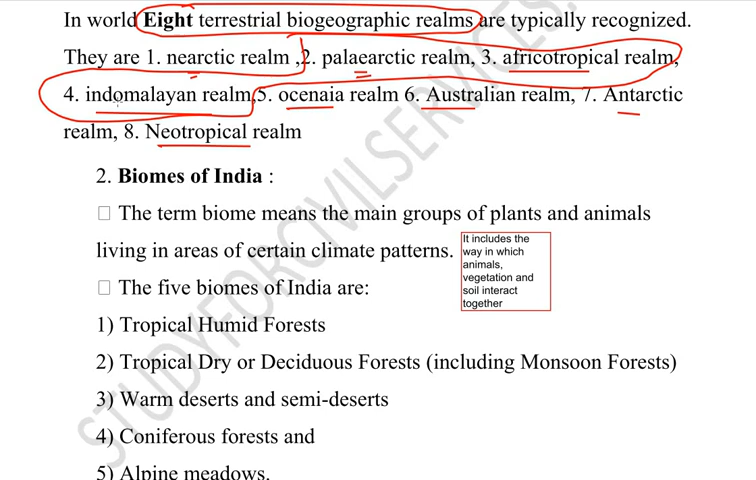 In world Eight terrestrial biogeographic realms are typically recognized.
They are 1. nearctic realm ,2. palaearctic realm, 3. africotropical realm,
4. indomalayan realm,5. ocenaia realm 6. Australian realm, 7. Antarctic
realm, 8. Neotropical realm
2. Biomes of India :
□ The term biome means the main groups of plants and animals
living in areas of certain climate patterns.
It includes the
way in which
animals,
vegetation and
soil interact
together
□ The five biomes of India are:
1) Tropical Humid Forests
2) Tropical Dry or Deciduous Forests (including Monsoon Forests)
3) Warm deserts and semi-deserts
4) Coniferous forests and
5) Alpine meadows.
STUDYFORCIVILSERVICES.